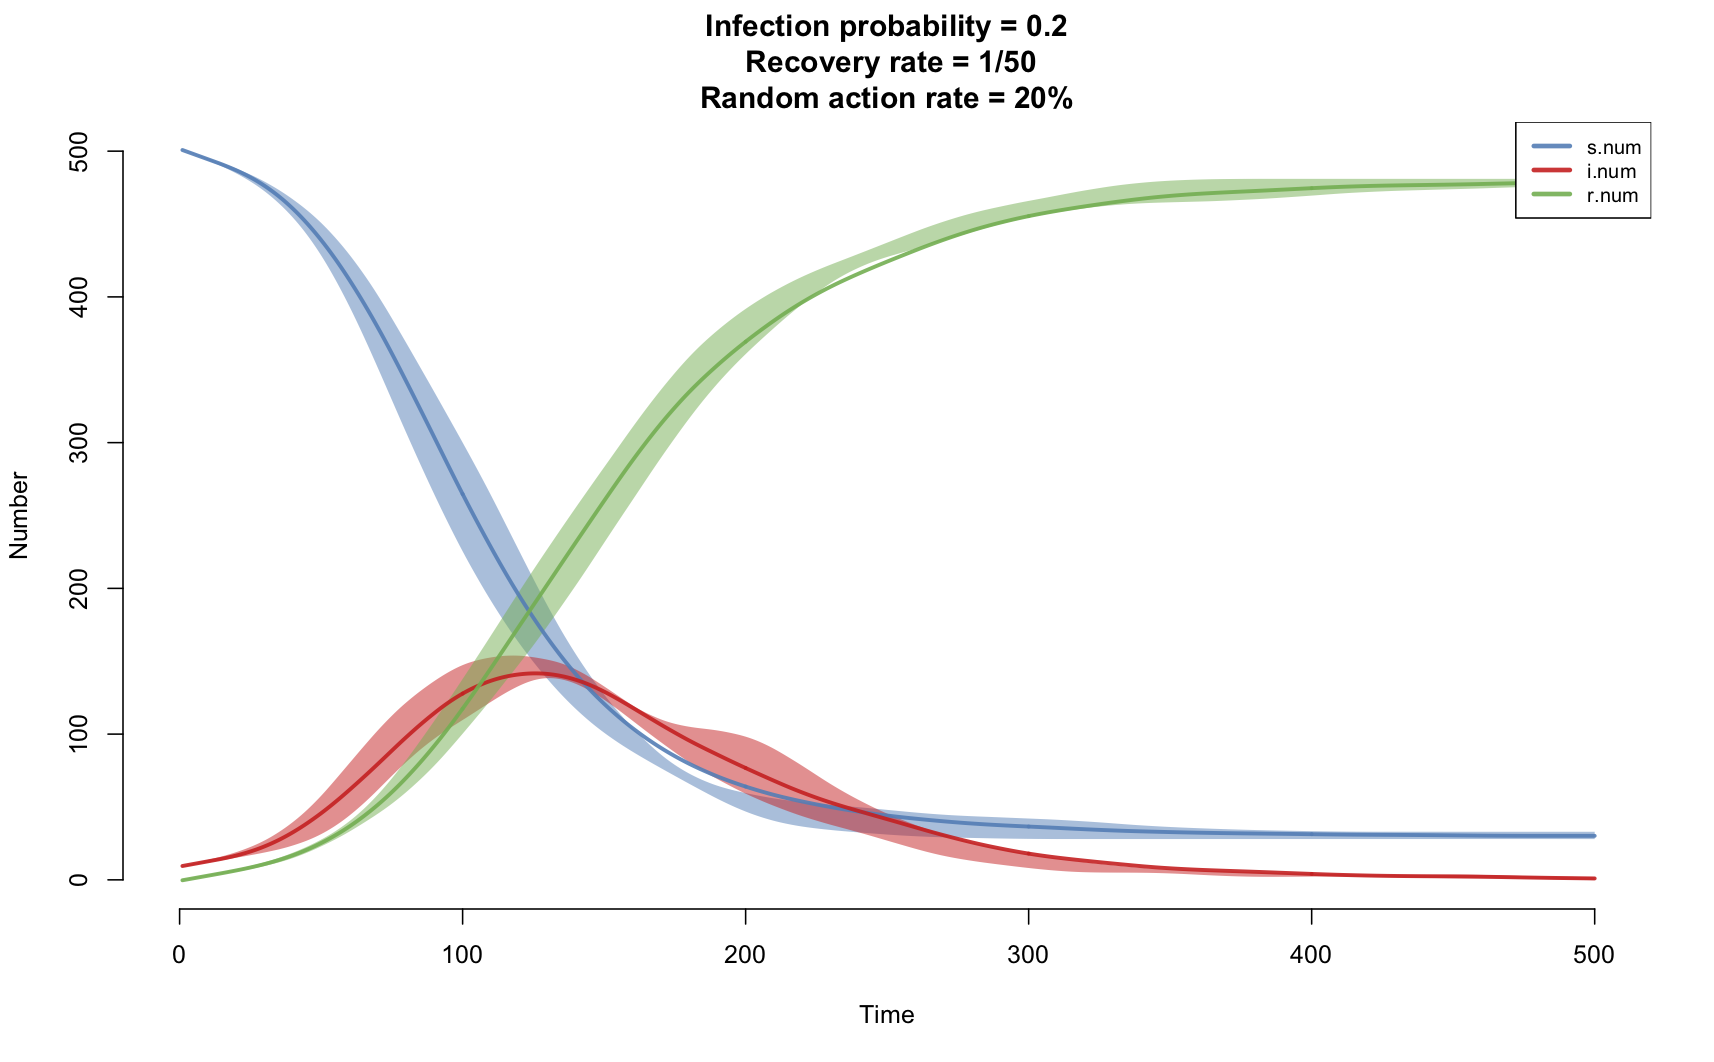 Infection probability = 0.2
Recovery rate = 1/50
Random action rate = 20%
s.num
i.num
r.num
500
400
300
200
100
0
Number
0 100 200 300 400 500
Time